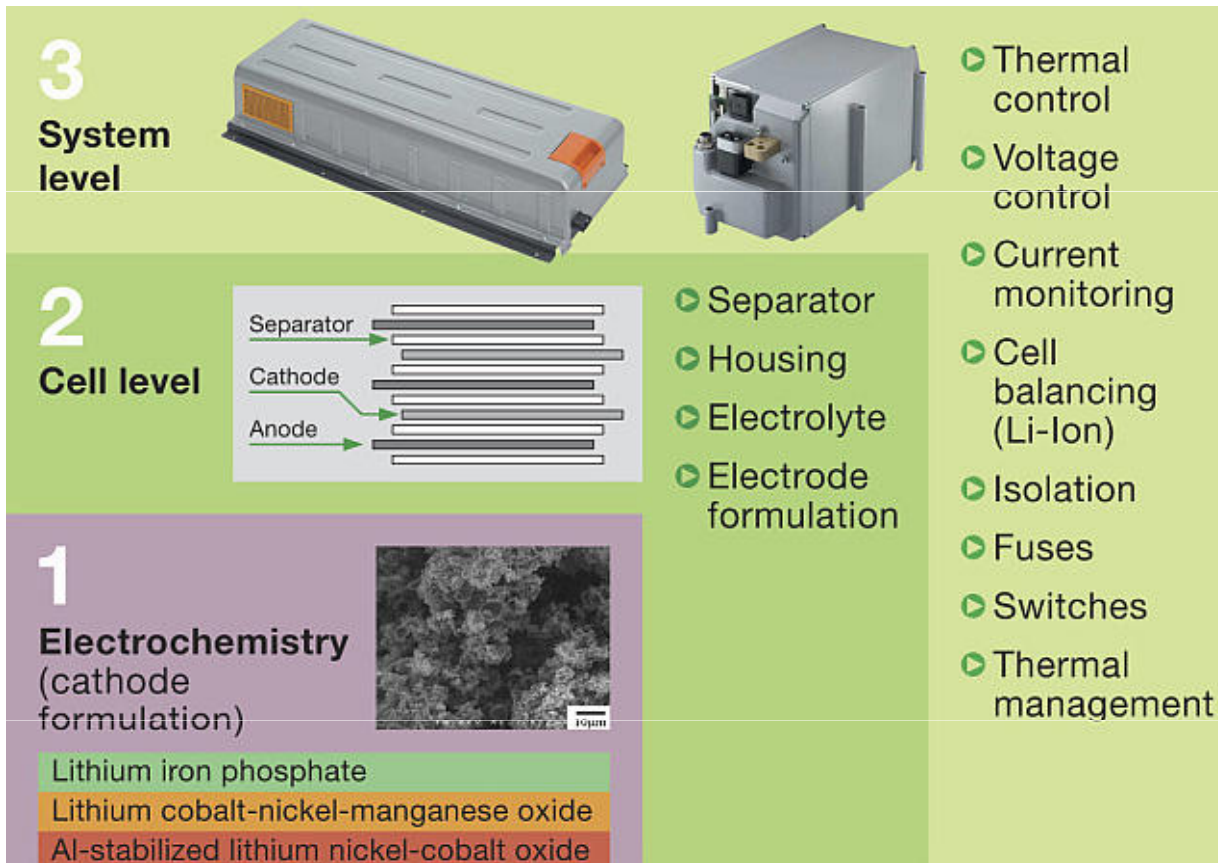 3
System
level
Thermal
control
Voltage
control
Current
monitoring
Cell
balancing
(Li-Ion)
Isolation
Fuses
Switches
Thermal
management
2
Cell level
Separator
Cathode
Anode
Separator
Housing
Electrolyte
Electrode
formulation
1
Electrochemistry
(cathode
formulation)
10µm
Lithium iron phosphate
Lithium cobalt-nickel-manganese oxide
Al-stabilized lithium nickel-cobalt oxide